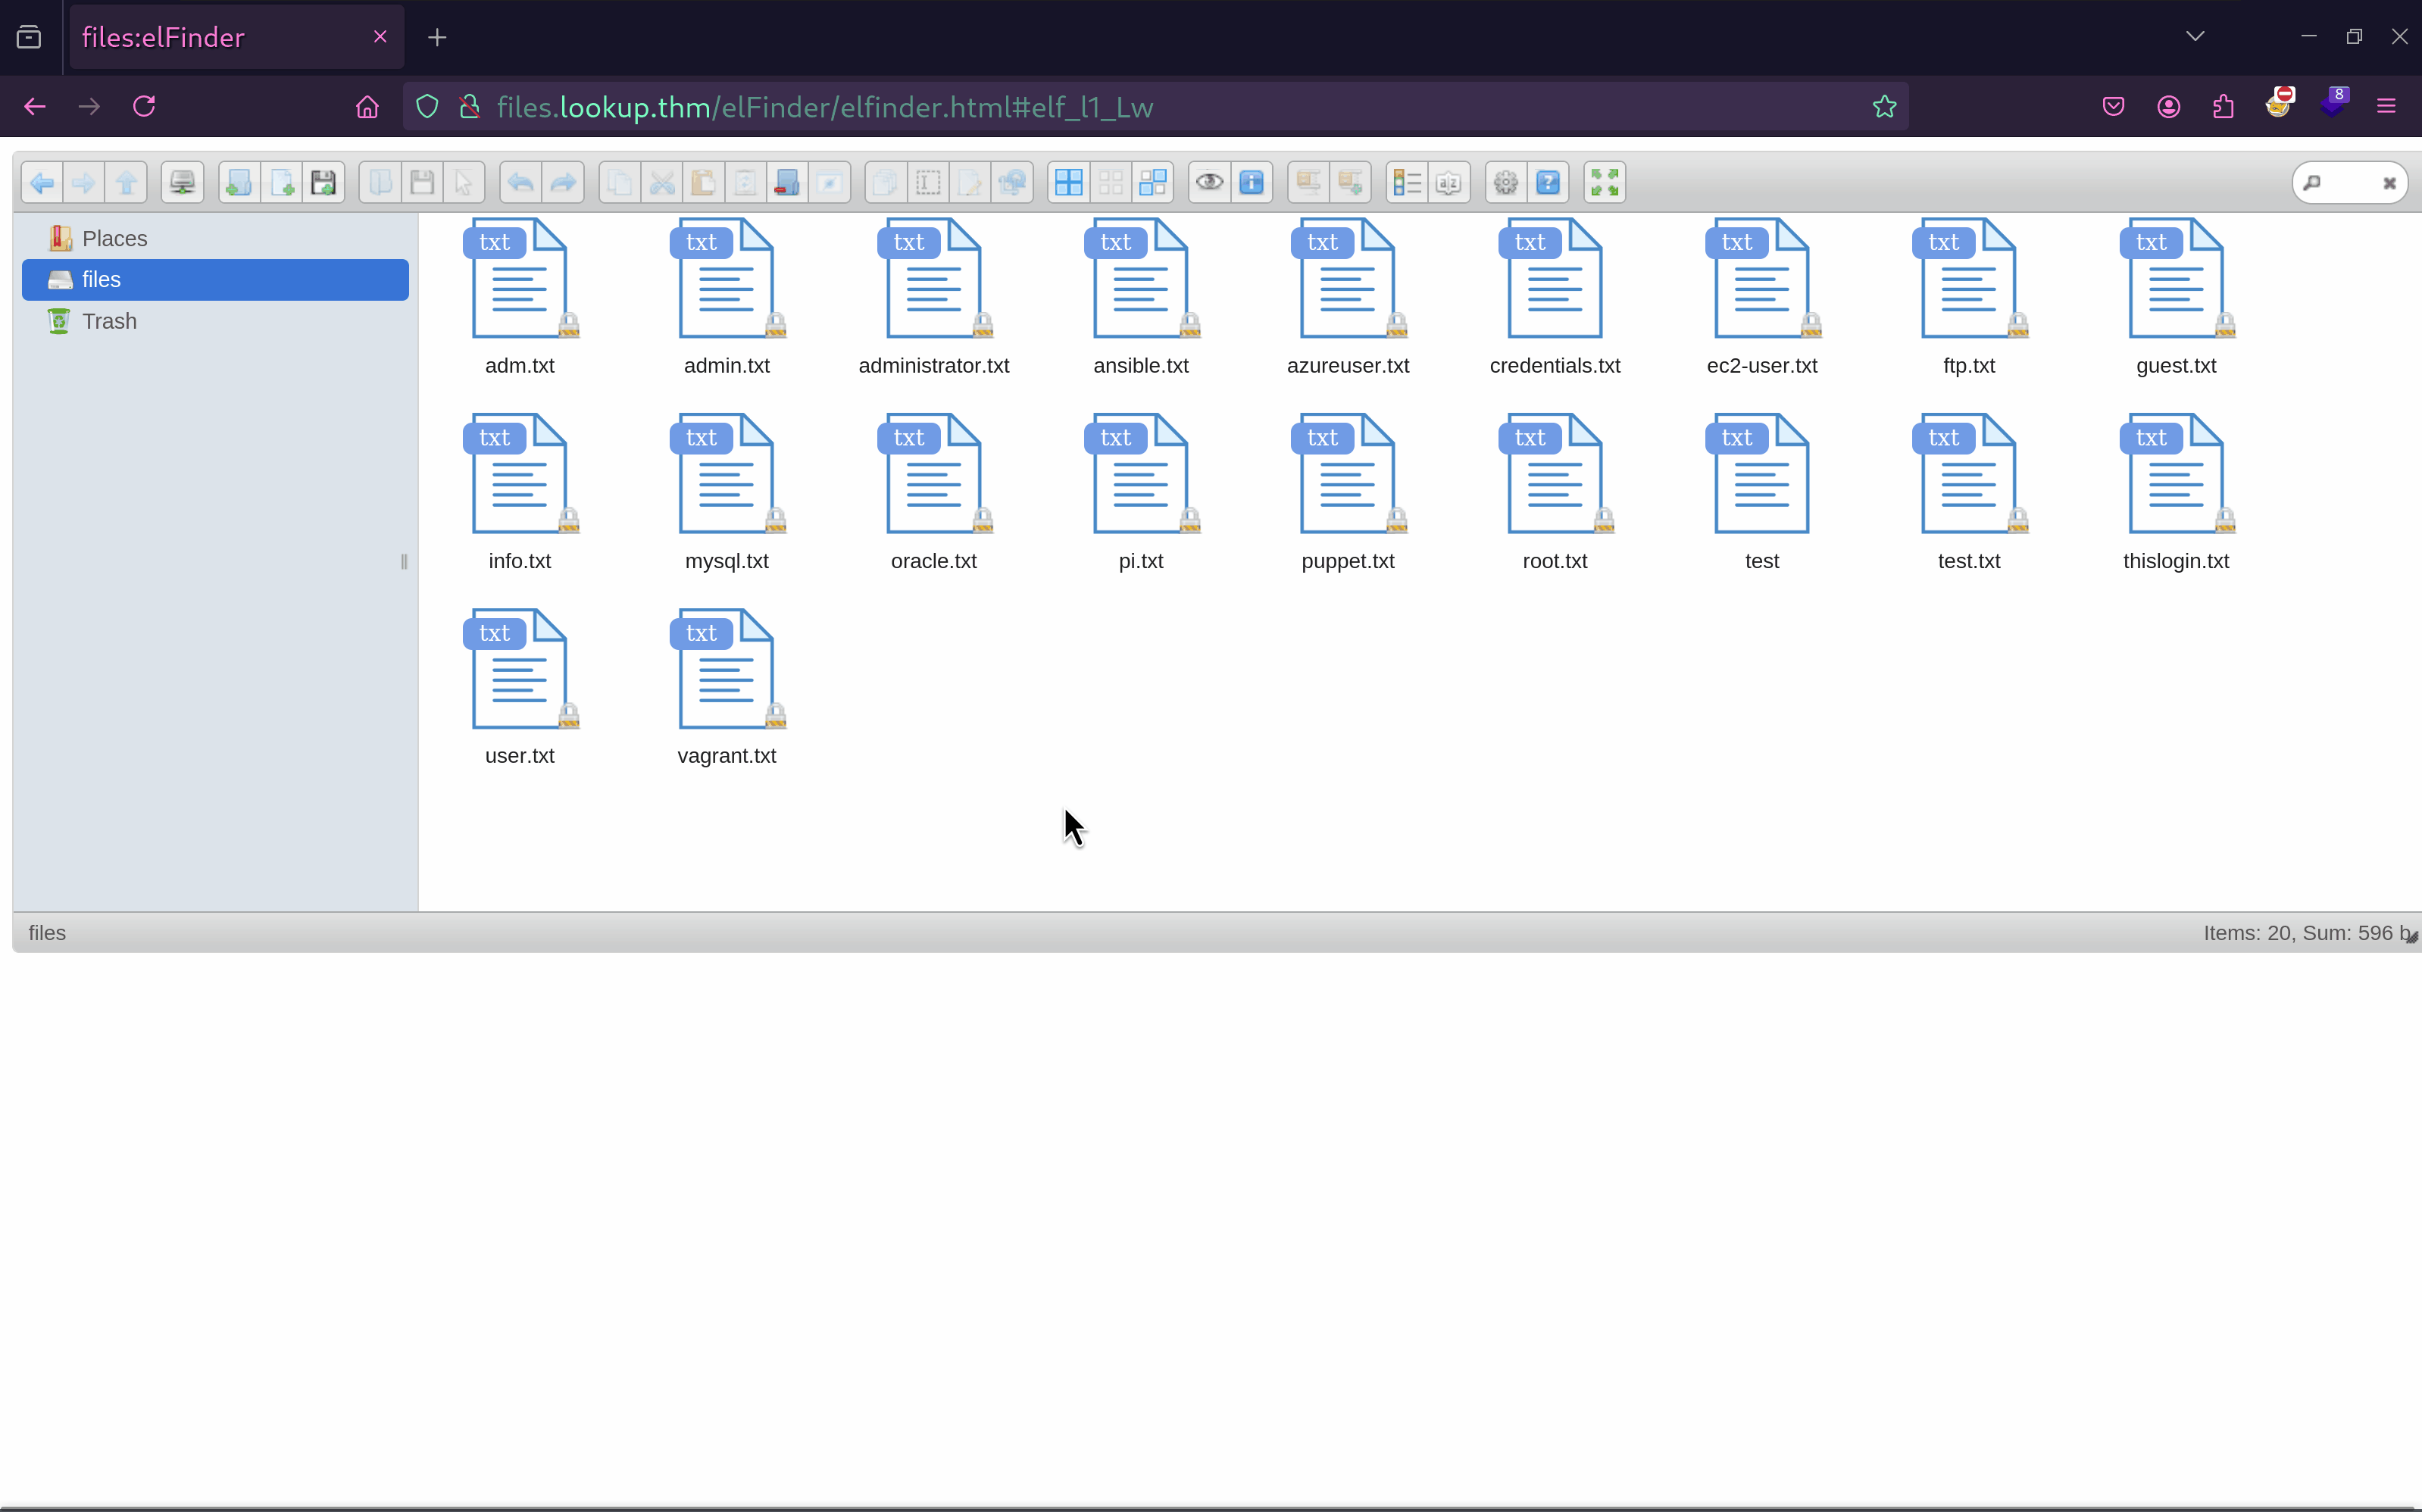 files:elFinder
8
files.lookup.thm/elFinder/elfinder.html#elf_l1_Lw
Places
files
Trash
txt txt txt txt txt txt txt txt txt
adm.txt admin.txt administrator.txt ansible.txt azureuser.txt credentials.txt ec2-user.txt ftp.txt guest.txt
txt txt txt txt txt txt txt txt txt
info.txt mysql.txt oracle.txt pi.txt puppet.txt root.txt test test.txt thislogin.txt
txt txt
user.txt vagrant.txt
files Items: 20, Sum: 596 b